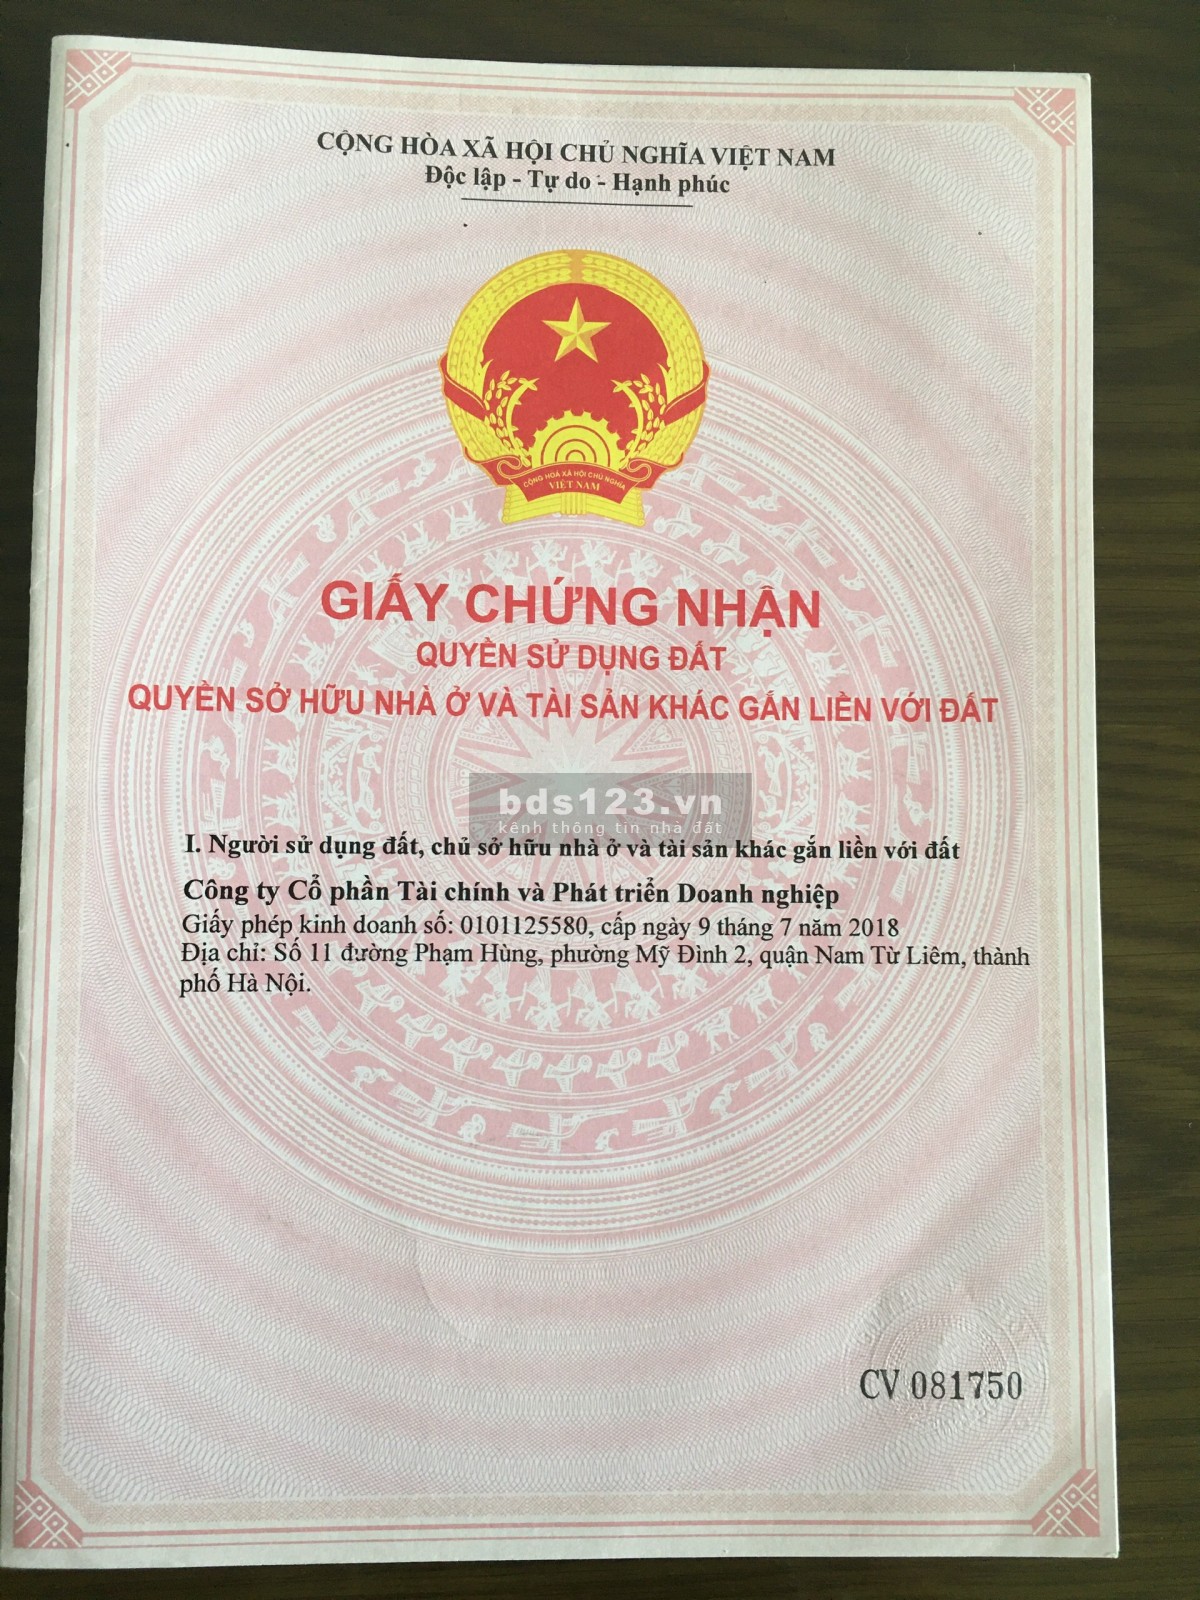 CỘNG HÒA XÃ HỘI CHỦ NGHĨA VIỆT NAM
Độc lập - Tự do - Hạnh phúc
CỘNG HOÀ XÃ HỘI CHỦ NGHĨA
VIỆT NAM
GIẤY CHỨNG NHẬN
QUYỀN SỬ DỤNG ĐẤT
QUYỀN SỞ HỮU NHÀ Ở VÀ TÀI SẢN KHÁC GẮN LIỀN VỚI ĐẤT
bds123.vn
kênh thông tin nhà đất
I. Người sử dụng đất, chủ sở hữu nhà ở và tài sản khác gắn liền với đất
Công ty Cổ phần Tài chính và Phát triển Doanh nghiệp
Giấy phép kinh doanh số: 0101125580, cấp ngày 9 tháng 7 năm 2018
Địa chỉ: Số 11 đường Phạm Hùng, phường Mỹ Đình 2, quận Nam Từ Liêm, thành
phố Hà Nội.
CV 081750